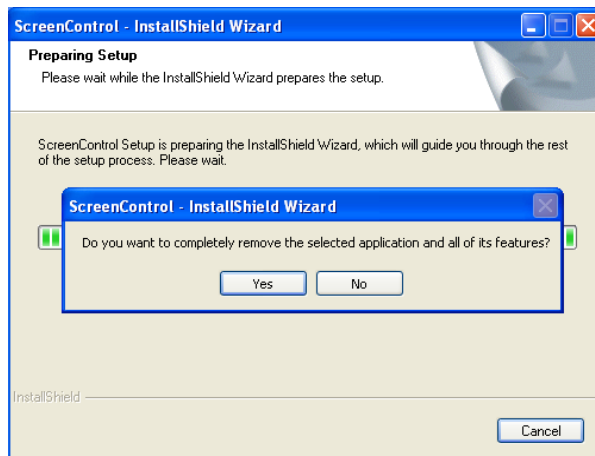 ScreenControl - InstallShield Wizard
Preparing Setup
Please wait while the InstallShield Wizard prepares the setup.
ScreenControl Setup is preparing the InstallShield Wizard, which will guide you through the rest
of the setup process. Please wait.
ScreenControl - InstallShield Wizard
Do you want to completely remove the selected application and all of its features?
Yes
No
InstallShield
Cancel